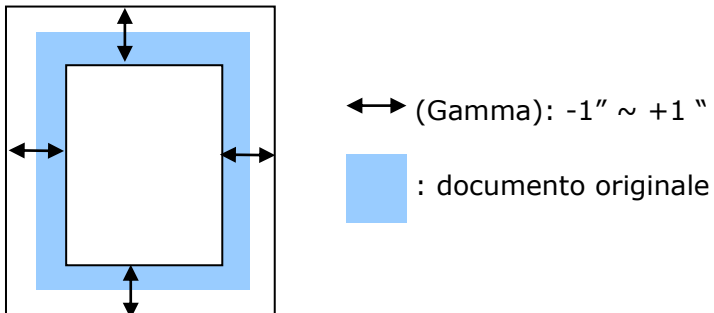 (Gamma): -1” ~ +1 “
: documento originale